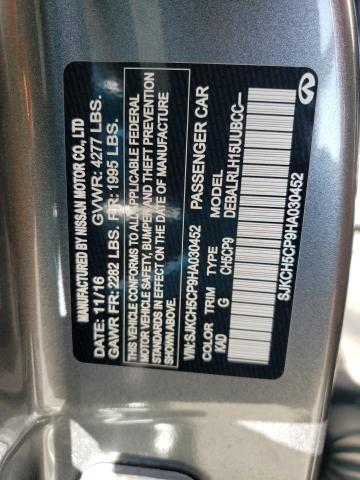 MANUFACTURED BY NISSAN MOTOR CO., LTD
DATE: 11/16 GVWR: 4277 LBS.
GAWR FR: 2282 LBS. RR: 1995 LBS.
THIS VEHICLE CONFORMS TO ALL APPLICABLE FEDERAL
MOTOR VEHICLE SAFETY, BUMPER, AND THEFT PREVENTION
STANDARDS IN EFFECT ON THE DATE OF MANUFACTURE
SHOWN ABOVE.
VIN: SJKCH5CP9HA030452 PASSENGER CAR
COLOR TRIM TYPE MODEL
KAD G CH5CP9 DEBALRLH15UUJBCC—
SJKCH5CP9HA030452